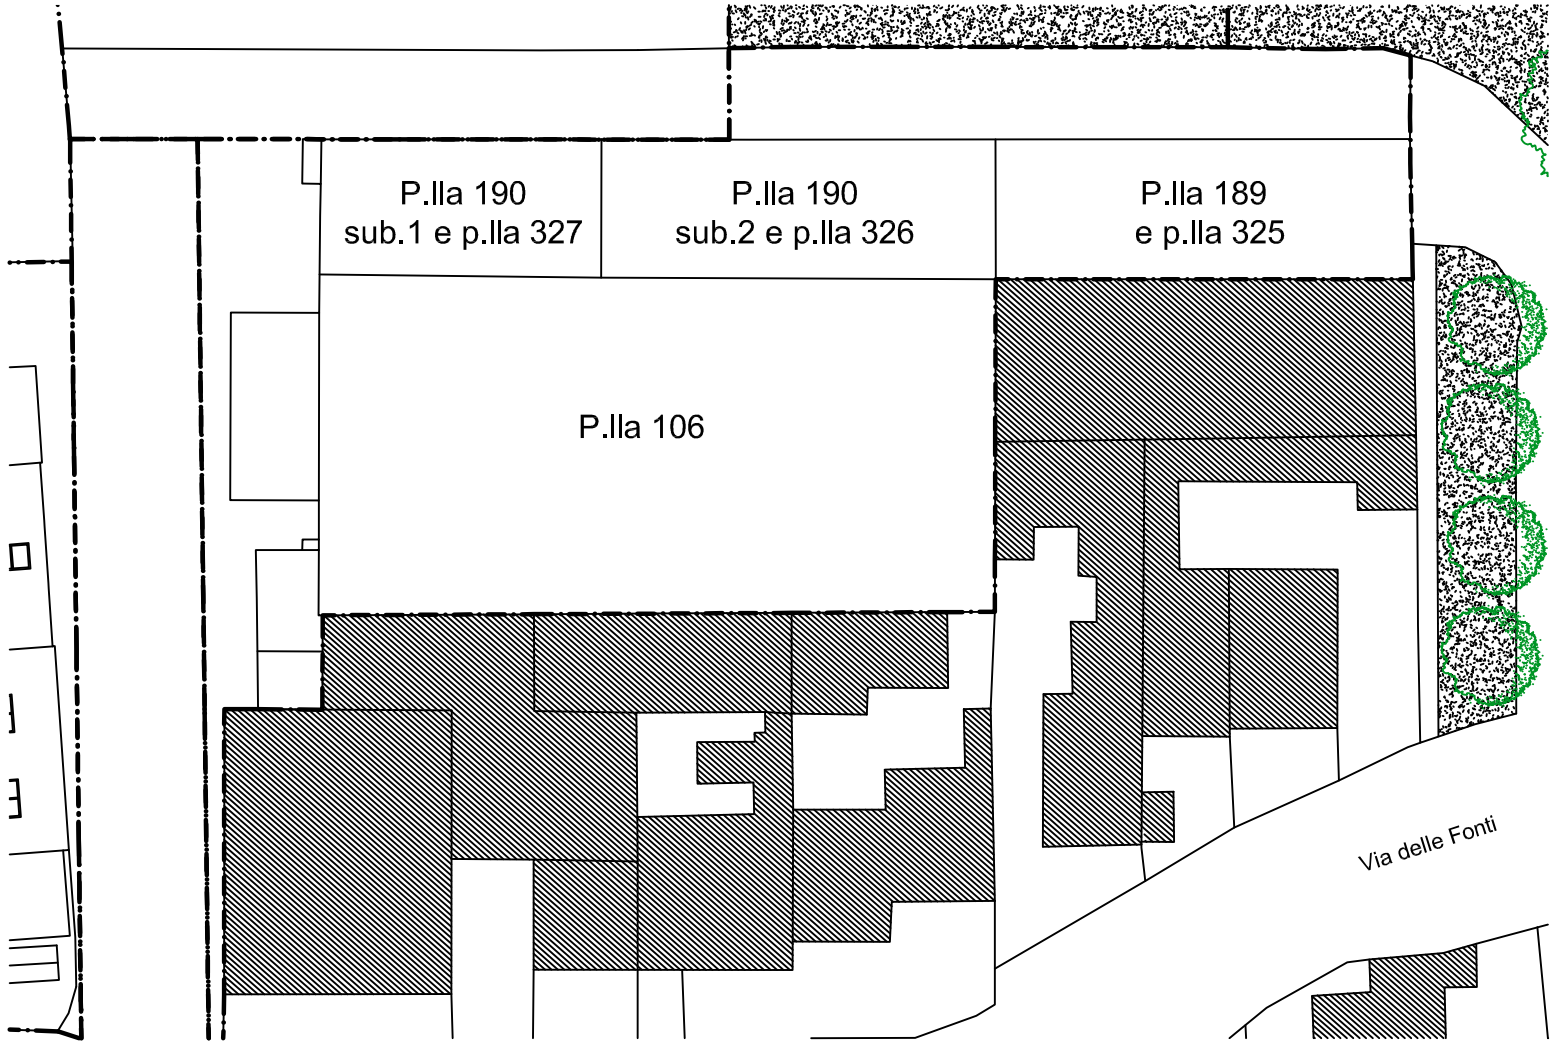 P.lla 190
sub.1 e p.lla 327
P.lla 190
sub.2 e p.lla 326
P.lla 189
e p.lla 325
P.lla 106
Via delle Fonti